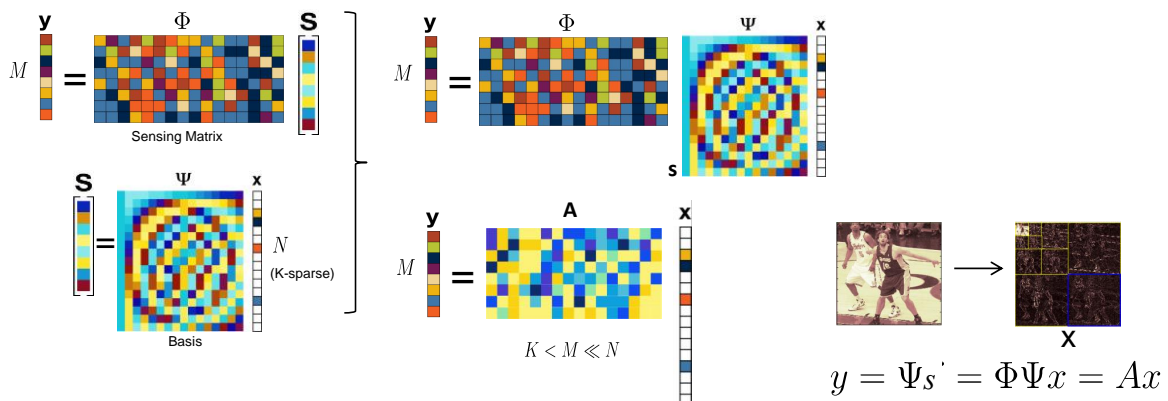 y
Φ
S
M
=
Sensing Matrix
S
=
Ψ
x
N
(K-sparse)
Basis
y
Φ
Ψ
x
M
=
S
y
A
x
M
=
K < M ≪ N
X
y = Ψs = ΦΨx = Ax